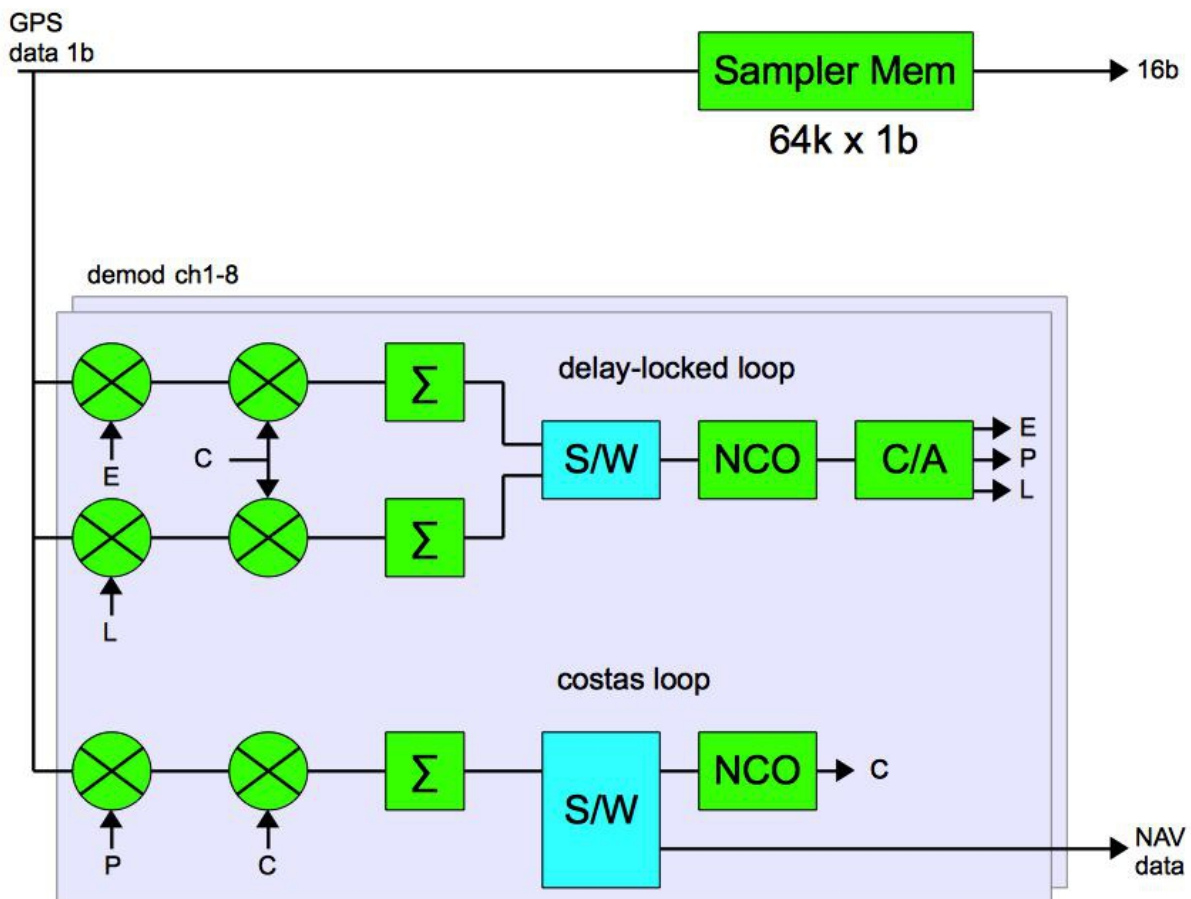 GPS
data 1b
Sampler Mem
16b
64k x 1b
demod ch1-8
delay-locked loop
Σ
E
C
S/W
NCO
C/A
E
P
L
Σ
L
costas loop
Σ
S/W
NCO
C
P
C
NAV
data